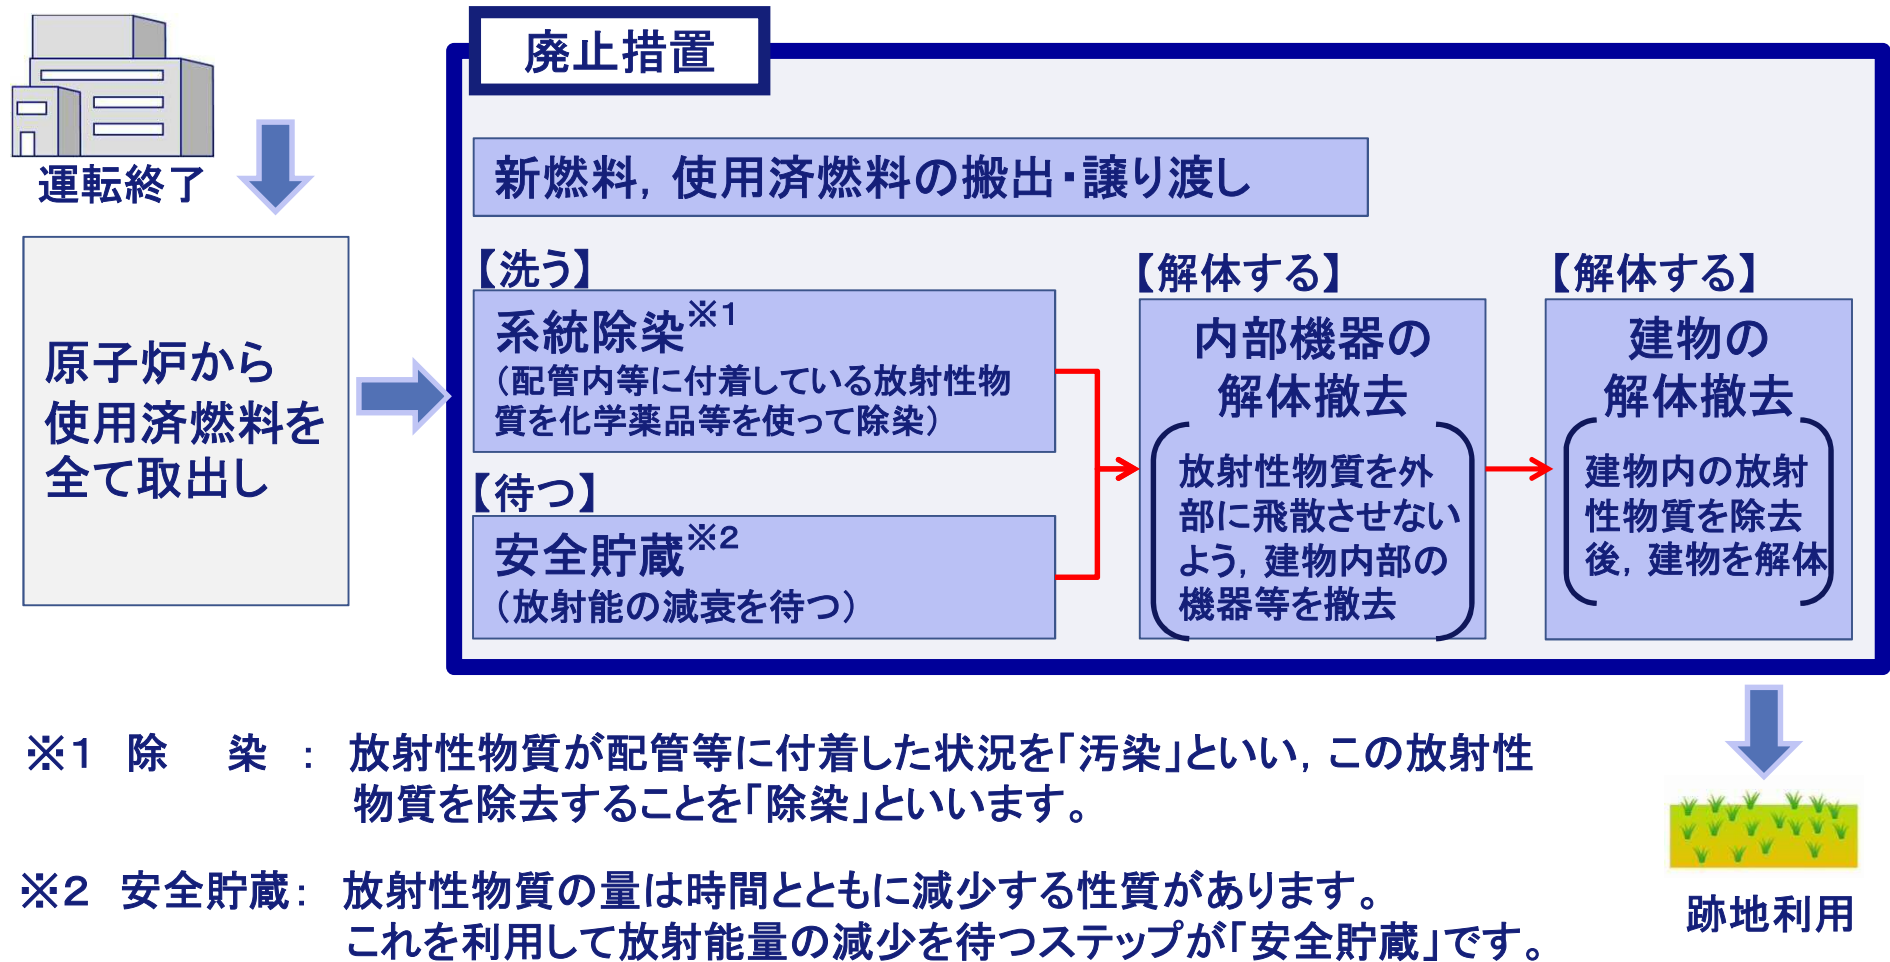 廃止措置
運転終了
原子炉から
使用済燃料を
全て取出し
新燃料，使用済燃料の搬出・譲り渡し
【洗う】
系統除染※1
（配管内等に付着している放射性物
質を化学薬品等を使って除染）
【待つ】
安全貯蔵※2
（放射能の減衰を待つ）
【解体する】
内部機器の
解体撤去
放射性物質を外
部に飛散させない
よう，建物内部の
機器等を撤去
【解体する】
建物の
解体撤去
建物内の放射
性物質を除去
後，建物を解体
※1 除 染 ： 放射性物質が配管等に付着した状況を「汚染」といい，この放射性
物質を除去することを「除染」といいます。
※2 安全貯蔵： 放射性物質の量は時間とともに減少する性質があります。
これを利用して放射能量の減少を待つステップが「安全貯蔵」です。
跡地利用